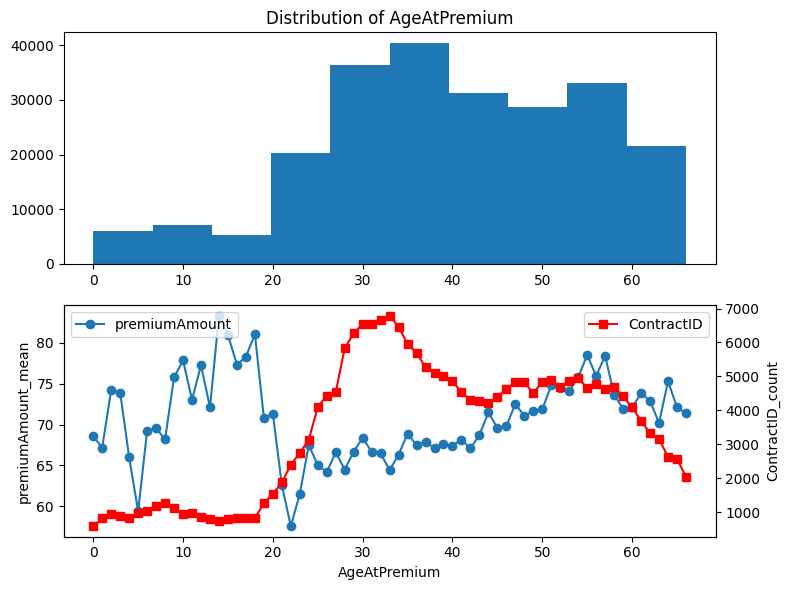 Distribution of AgeAtPremium
40000
30000
20000
10000
0
0 10 20 30 40 50 60
premiumAmount
ContractID
premiumAmount_mean
80
75
70
65
60
7000
6000
5000
4000
3000
2000
1000
ContractID_count
0 10 20 30 40 50 60
AgeAtPremium